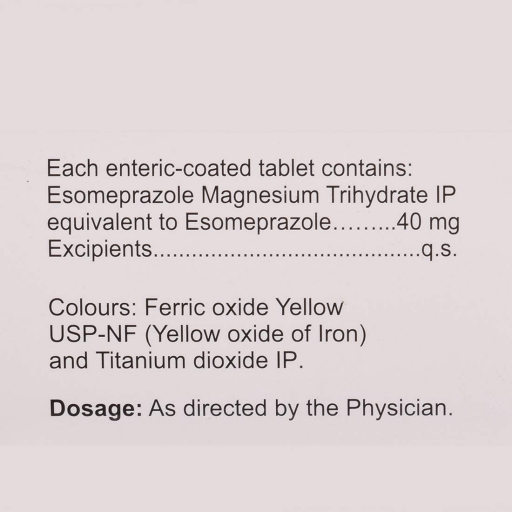 Each enteric-coated tablet contains:
Esomeprazole Magnesium Trihydrate IP
equivalent to Esomeprazole.........40 mg
Excipients..........................................q.s.
Colours: Ferric oxide Yellow
USP-NF (Yellow oxide of Iron)
and Titanium dioxide IP.
Dosage: As directed by the Physician.